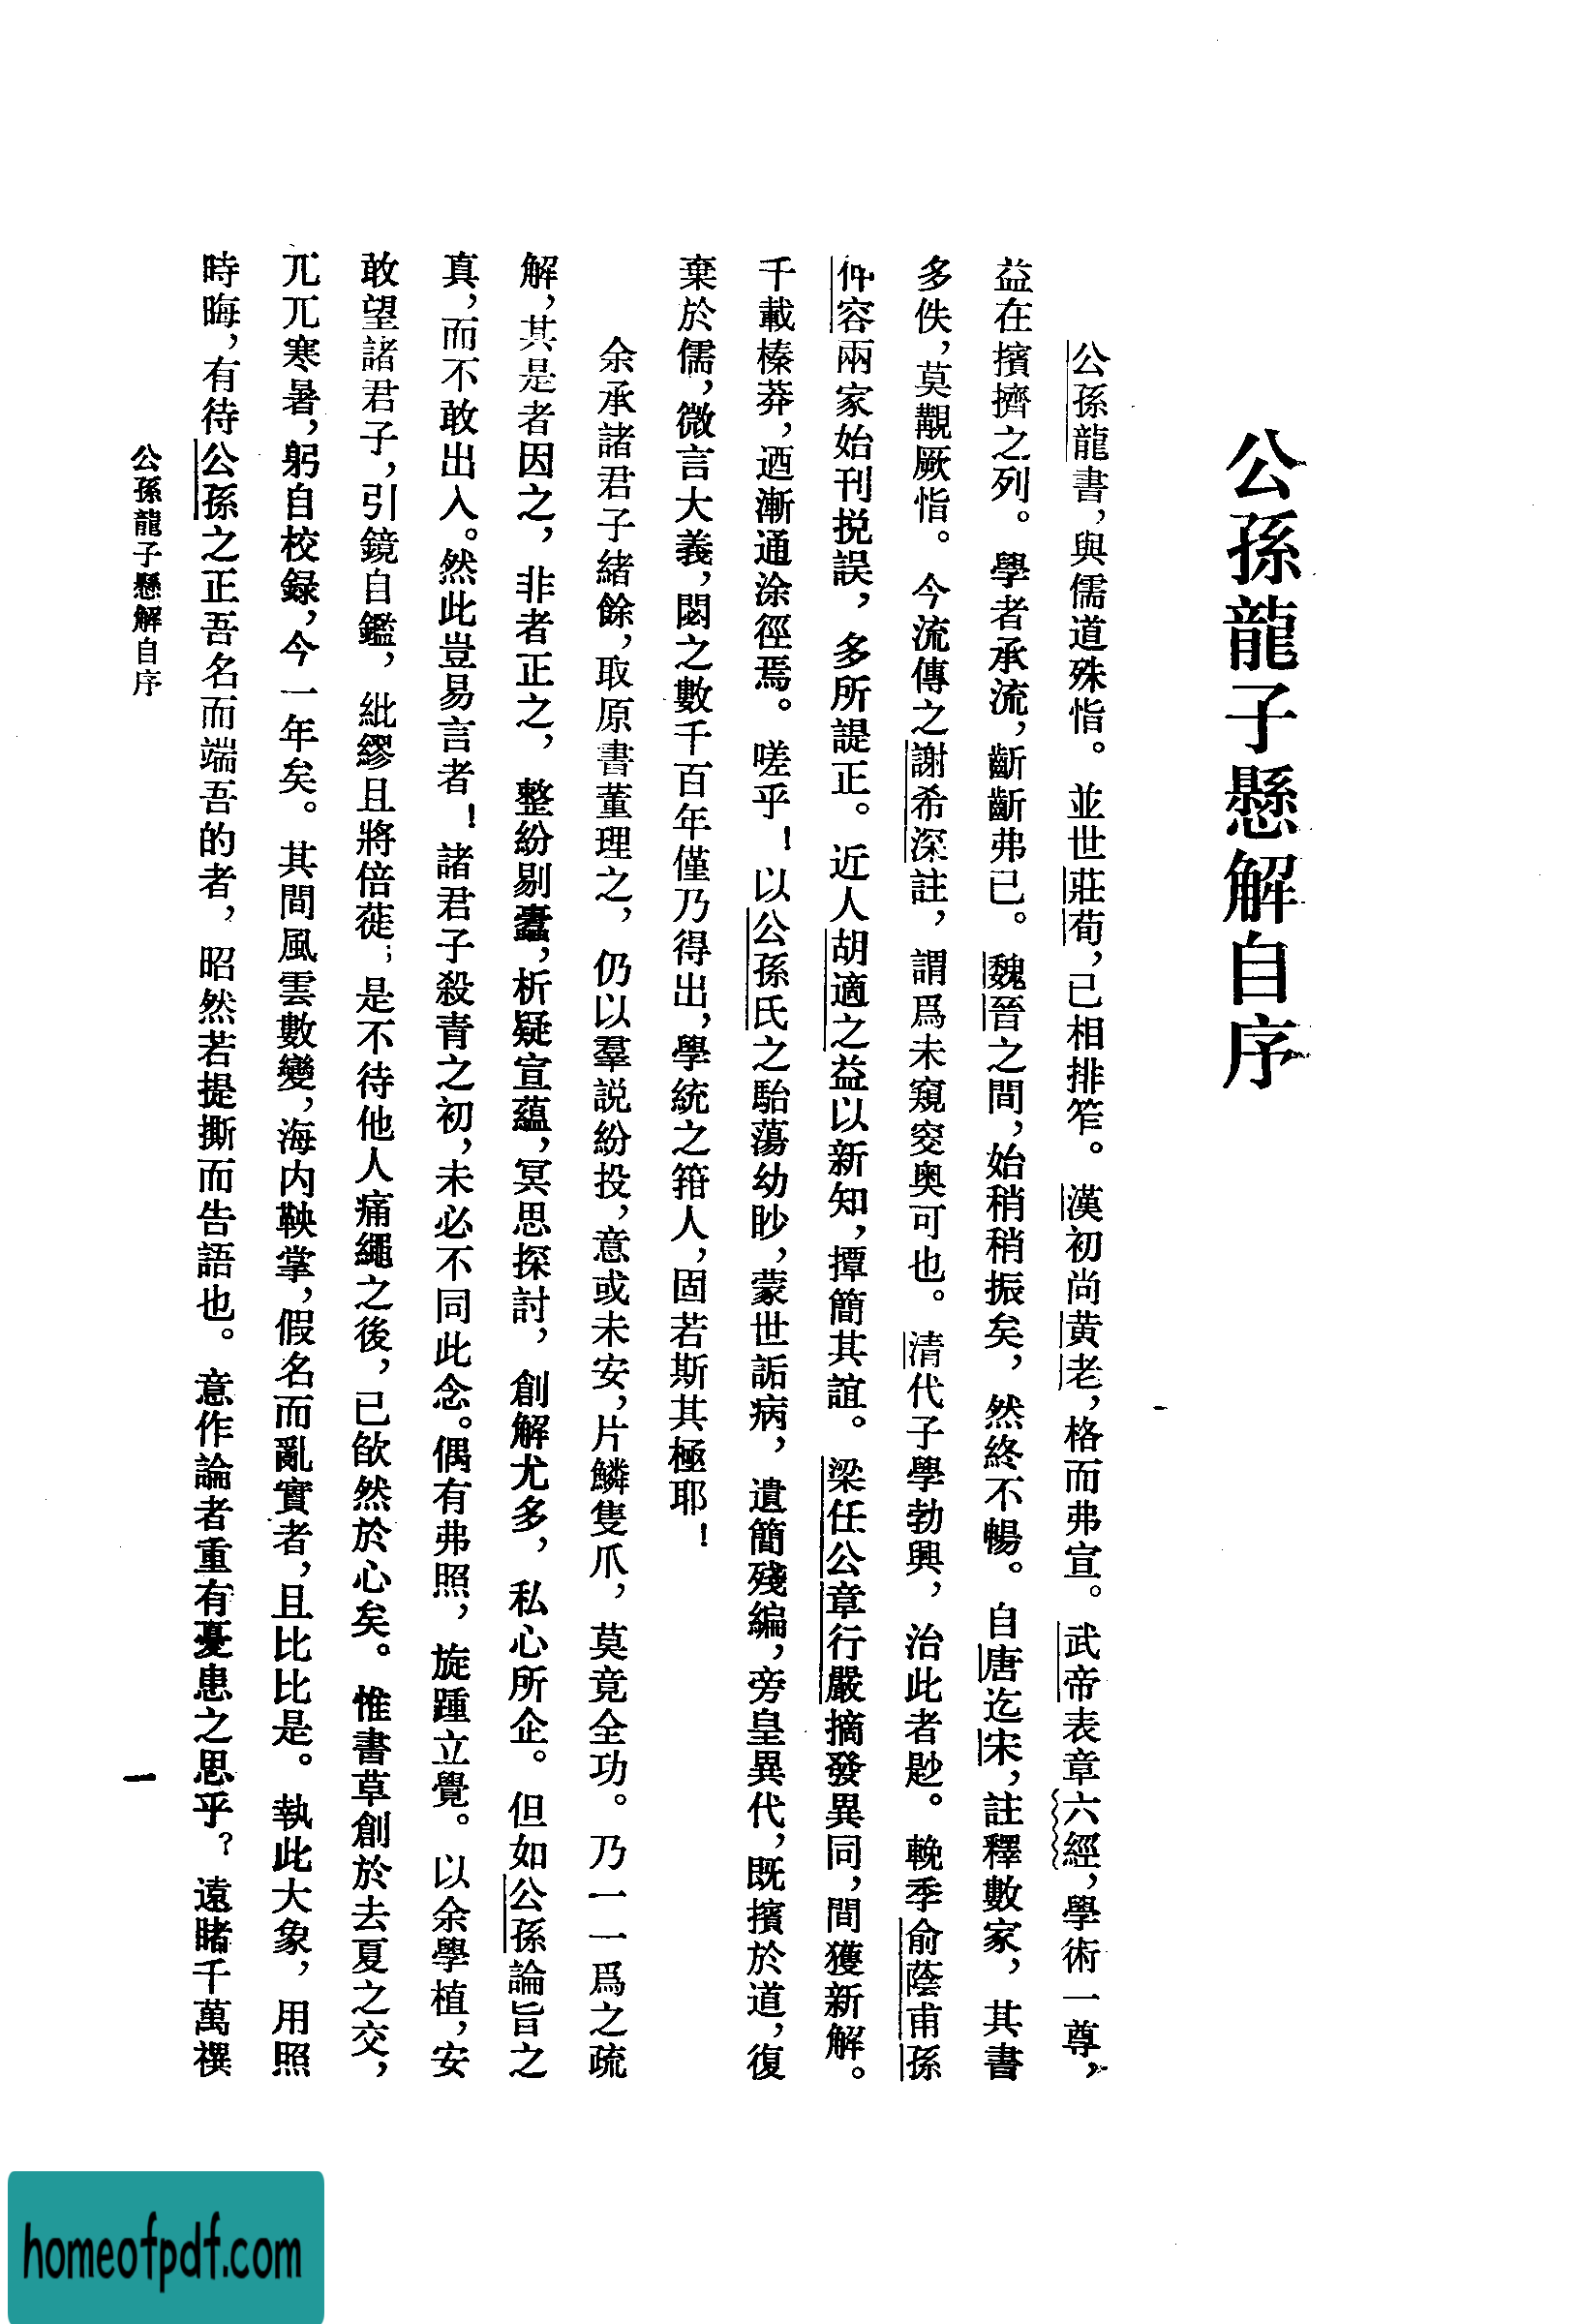 公孫龍子懸解自序
公孫龍書，與儒道殊恉。並世莊荀，已相排笮。漢初尚黄老，格而弗宣。武帝表章六經，學術一尊，
益在擯擠之列。學者承流，齗齗弗已。魏晉之間，始稍稍振矣，然終不暢。自唐迄宋，註釋數家，其書
多佚，莫覯厥恉。今流傳之謝希深註，謂爲未窺窔奥可也。清代子學勃興，治此者尟。輓季俞蔭甫孫
仲容兩家始刊挩誤，多所諟正。近人胡適之益以新知，撢簡其誼。梁任公章行嚴摘發異同，間獲新解。
千載榛莽，迺漸通涂徑焉。嗟乎！以公孫氏之駘蕩幼眇，蒙世詬病，遺簡殘編，旁皇異代，既擯於道，復
棄於儒，微言大義，閟之數千百年僅乃得出，學統之箝人，固若斯其極耶！
余承諸君子緒餘，取原書董理之，仍以羣説紛投，意或未安，片鱗隻爪，莫竟全功。乃一一爲之疏
解，其是者因之，非者正之，整紛剔蠹，析疑宣蘊，冥思探討，創解尤多，私心所企。但如公孫論旨之
真，而不敢出入。然此豈易言者！諸君子殺青之初，未必不同此念。偶有弗照，旋踵立覺。以余學植，安
敢望諸君子，引鏡自鑑，紕繆且將倍蓰；是不待他人痛繩之後，已欿然於心矣。惟書草創於去夏之交，
兀兀寒暑，躬自校録，今一年矣。其間風雲數變，海内鞅掌，假名而亂實者，且比比是。執此大象，用照
時晦，有待公孫之正吾名而端吾的者，昭然若提撕而告語也。意作論者重有憂患之思乎？遠睹千萬禩
公孫龍子懸解自序
一
homeofpdf.com